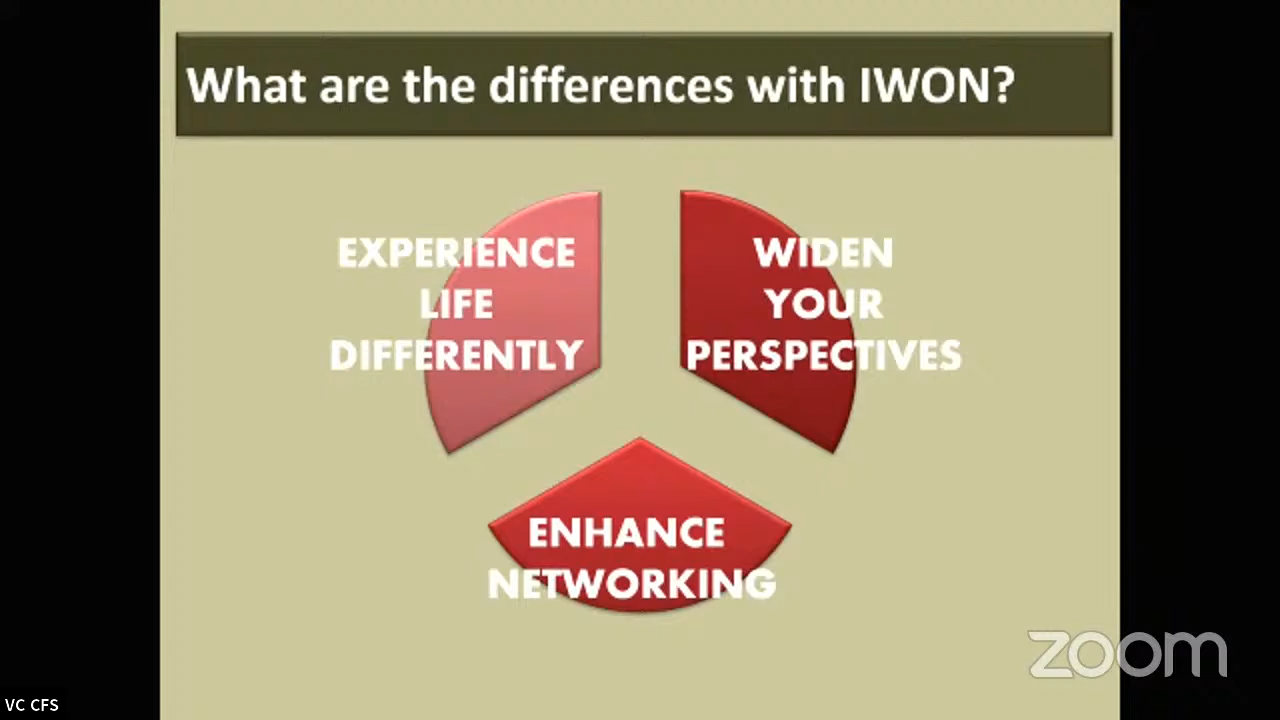 What are the differences with IWON?
EXPERIENCE
LIFE
DIFFERENTLY
WIDEN
YOUR
PERSPECTIVES
ENHANCE
NETWORKING
zoom
VC CFS